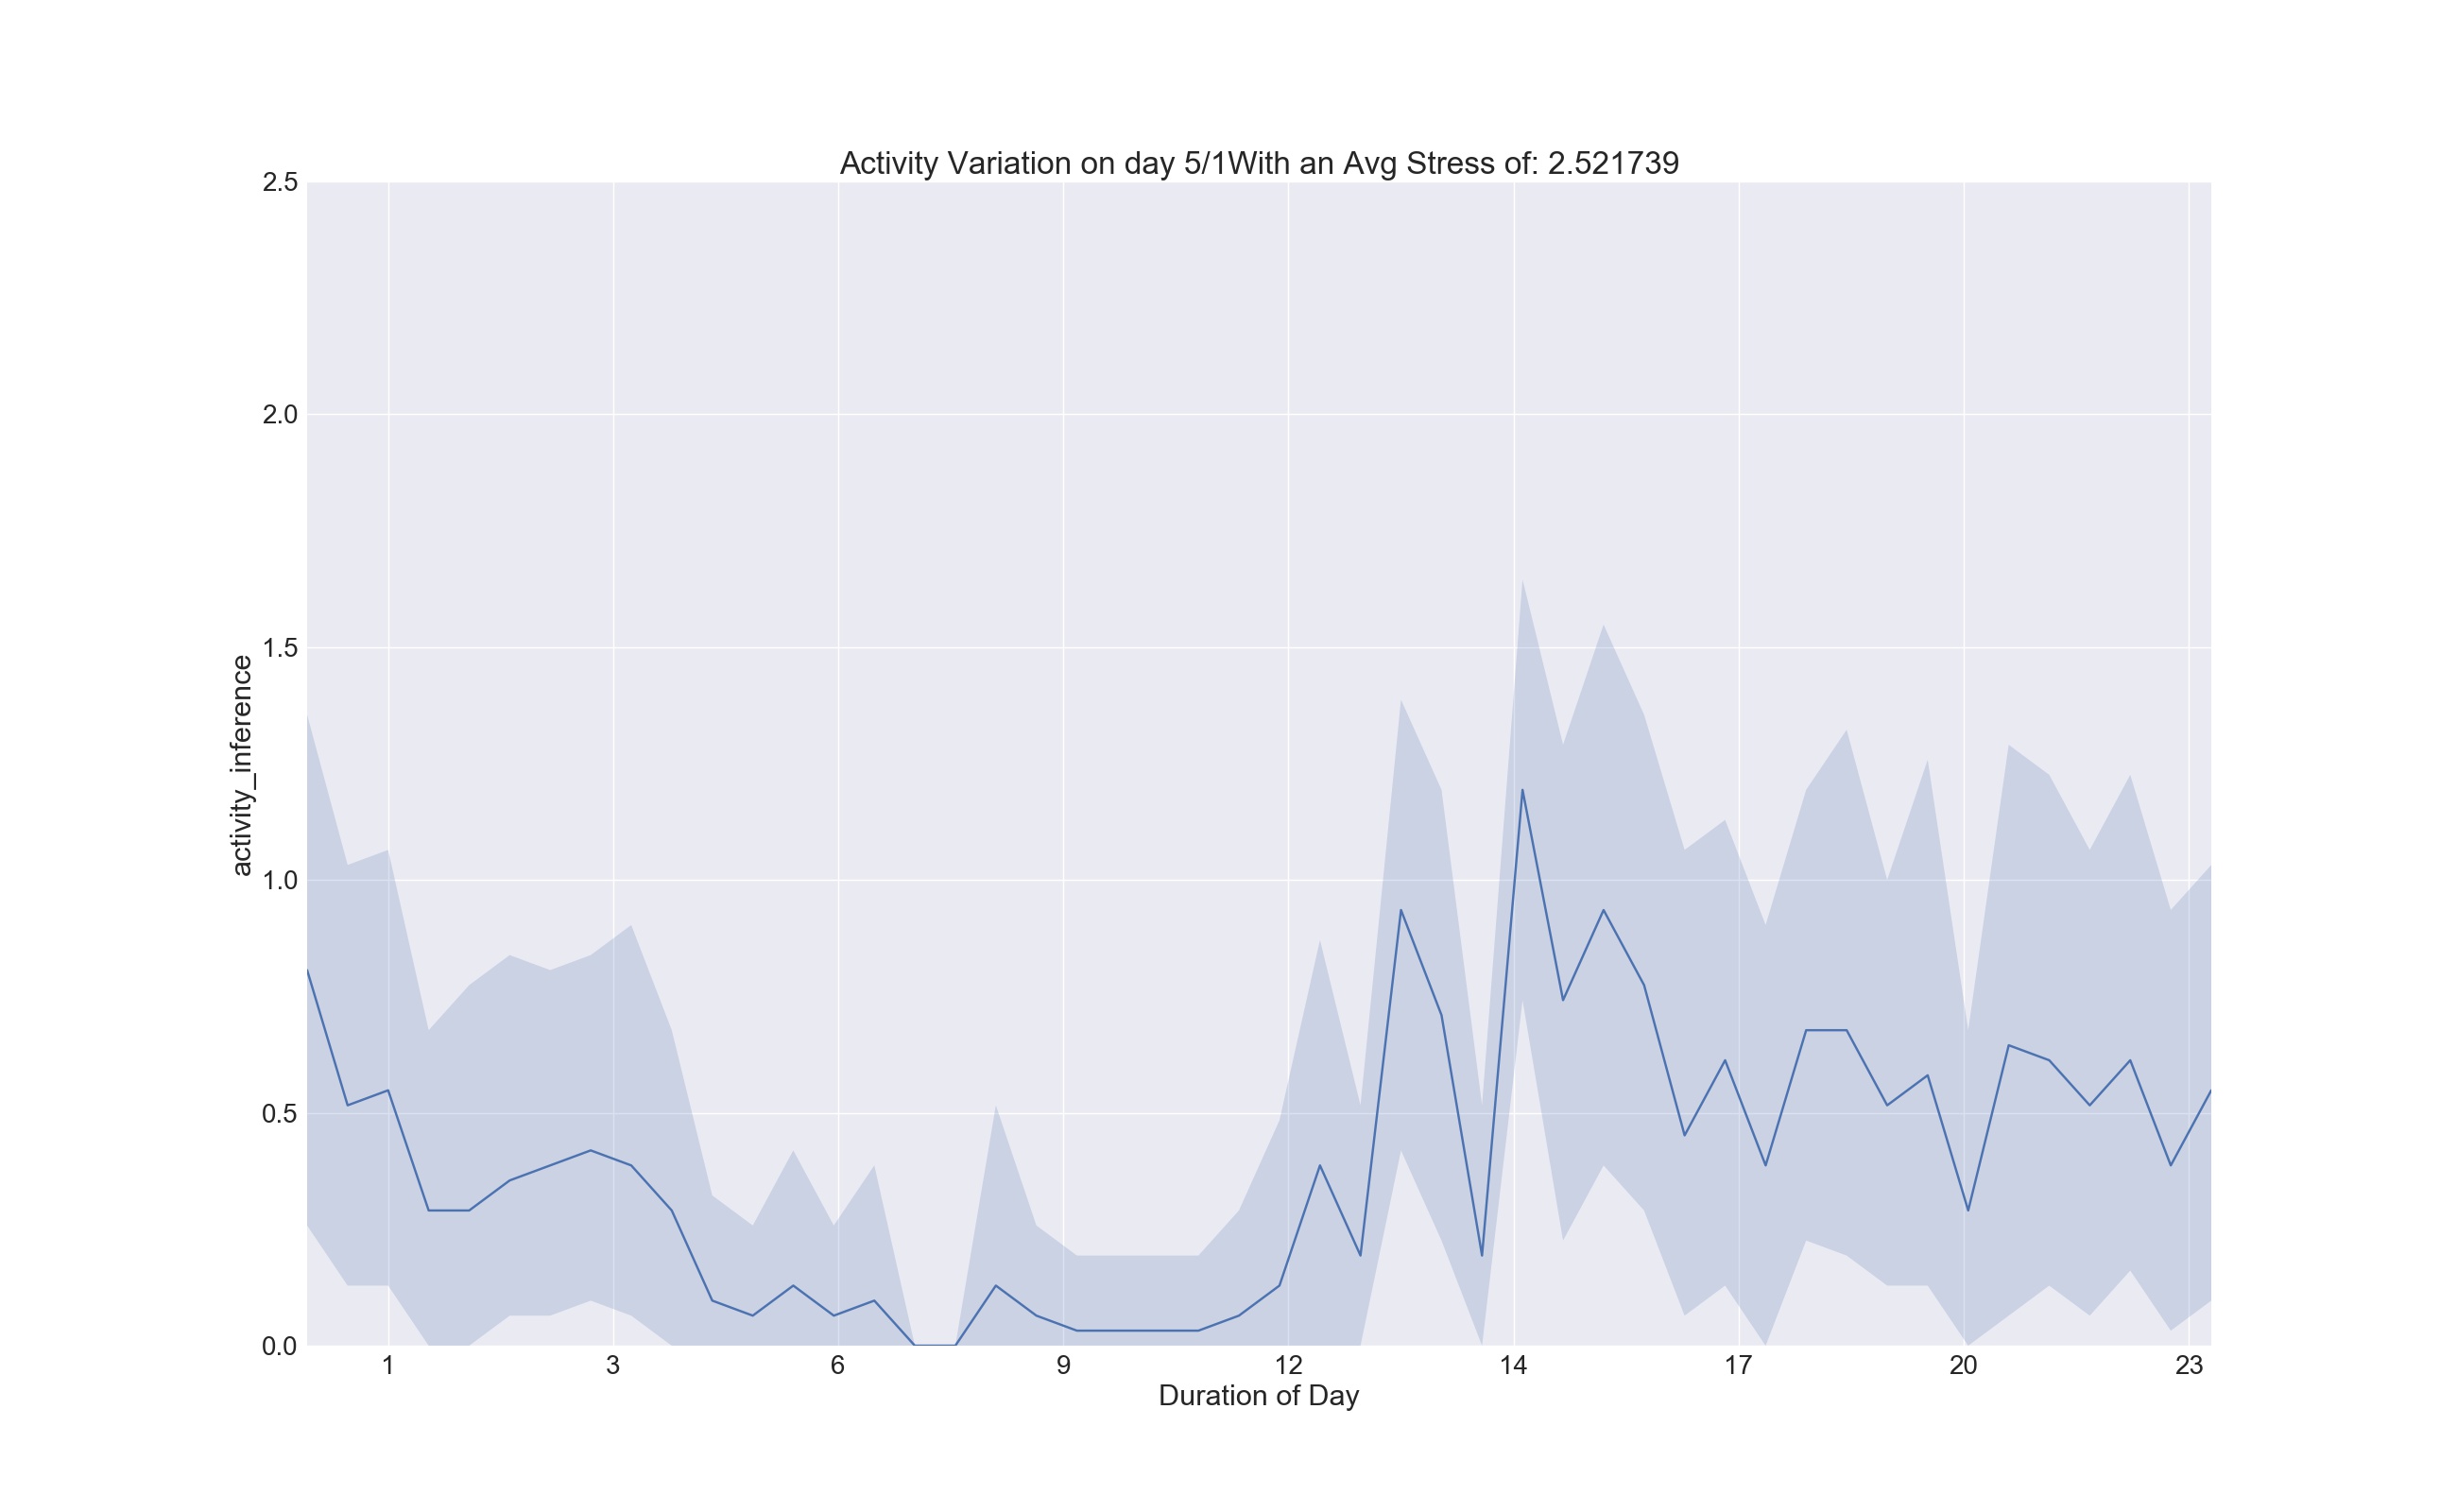 Activity Variation on day 5/1With an Avg Stress of: 2.521739
2.5
2.0
1.5
1.0
0.5
0.0
activity_inference
1 3 6 9 12 14 17 20 23
Duration of Day